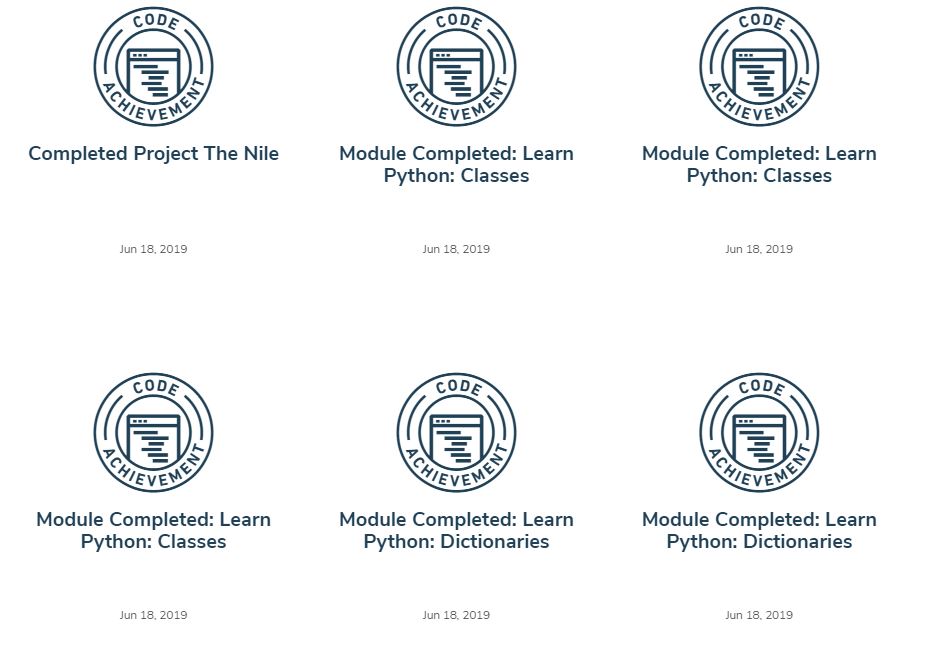 CODE ACHIEVEMENT
CODE ACHIEVEMENT
CODE ACHIEVEMENT
Completed Project The Nile
Module Completed: Learn
Python: Classes
Module Completed: Learn
Python: Classes
Jun 18, 2019
Jun 18, 2019
Jun 18, 2019
CODE ACHIEVEMENT
CODE ACHIEVEMENT
CODE ACHIEVEMENT
Module Completed: Learn
Python: Classes
Module Completed: Learn
Python: Dictionaries
Module Completed: Learn
Python: Dictionaries
Jun 18, 2019
Jun 18, 2019
Jun 18, 2019